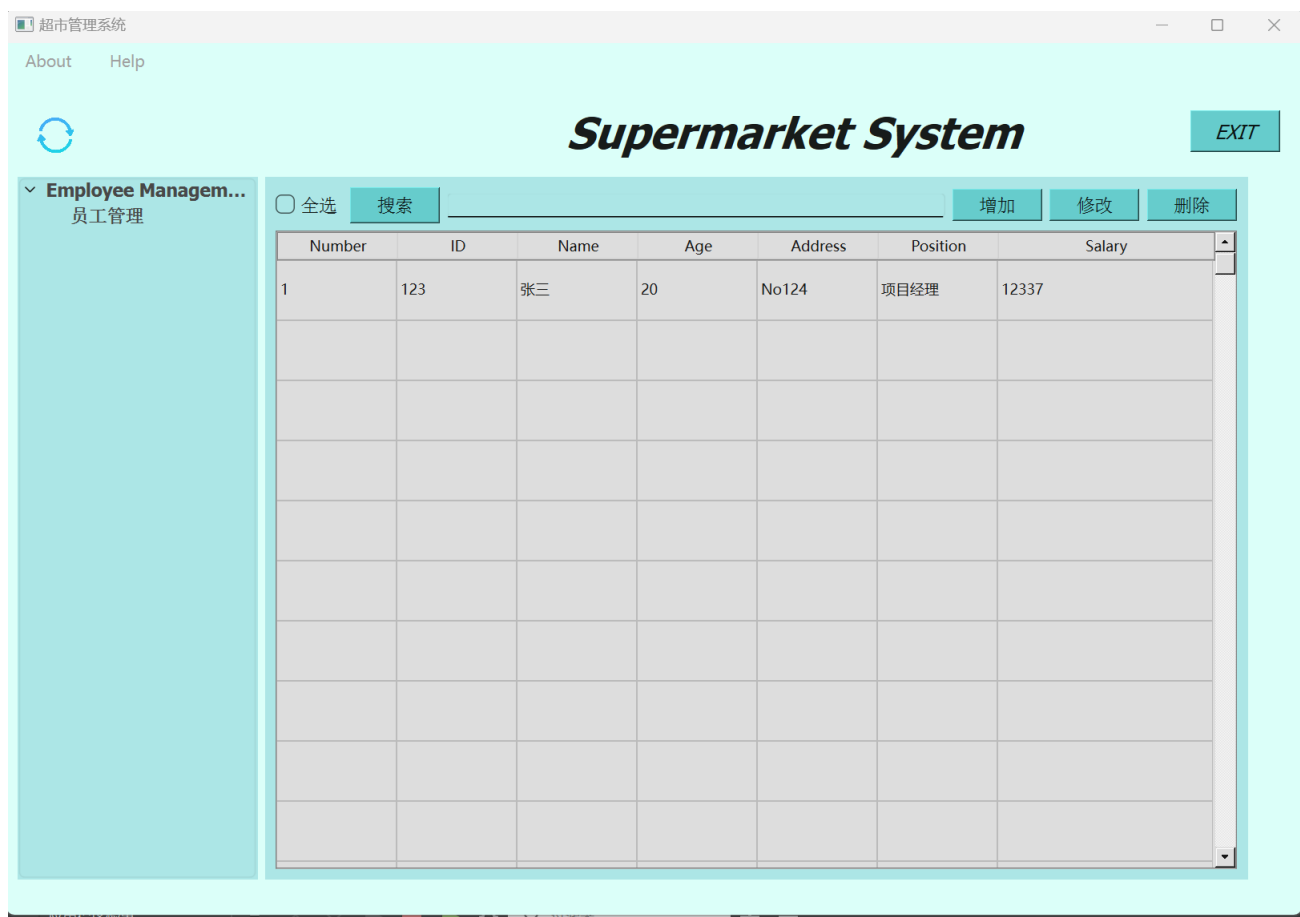 超市管理系统
About Help
Supermarket System
EXIT
Employee Managem...
员工管理
全选 搜索 增加 修改 删除
Number ID Name Age Address Position Salary
1 123 张三 20 No124 项目经理 12337